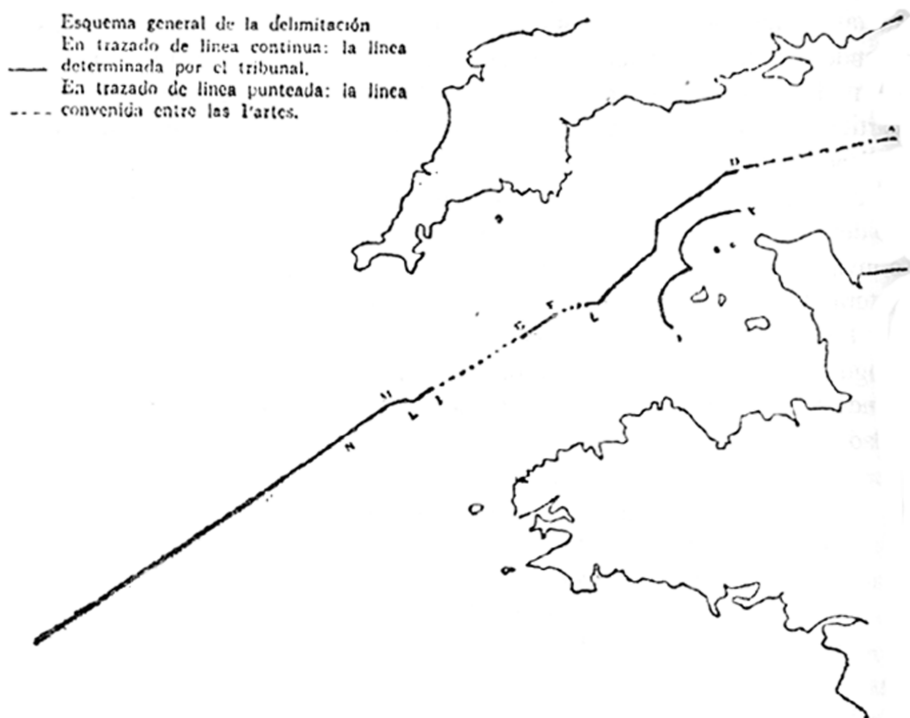 Esquema general de la delimitación
En trazado de línea continua: la línea
determinada por el tribunal.
En trazado de línea punteada: la línea
convenida entre las Partes.
D
L
F
G
J
L
M
N
X